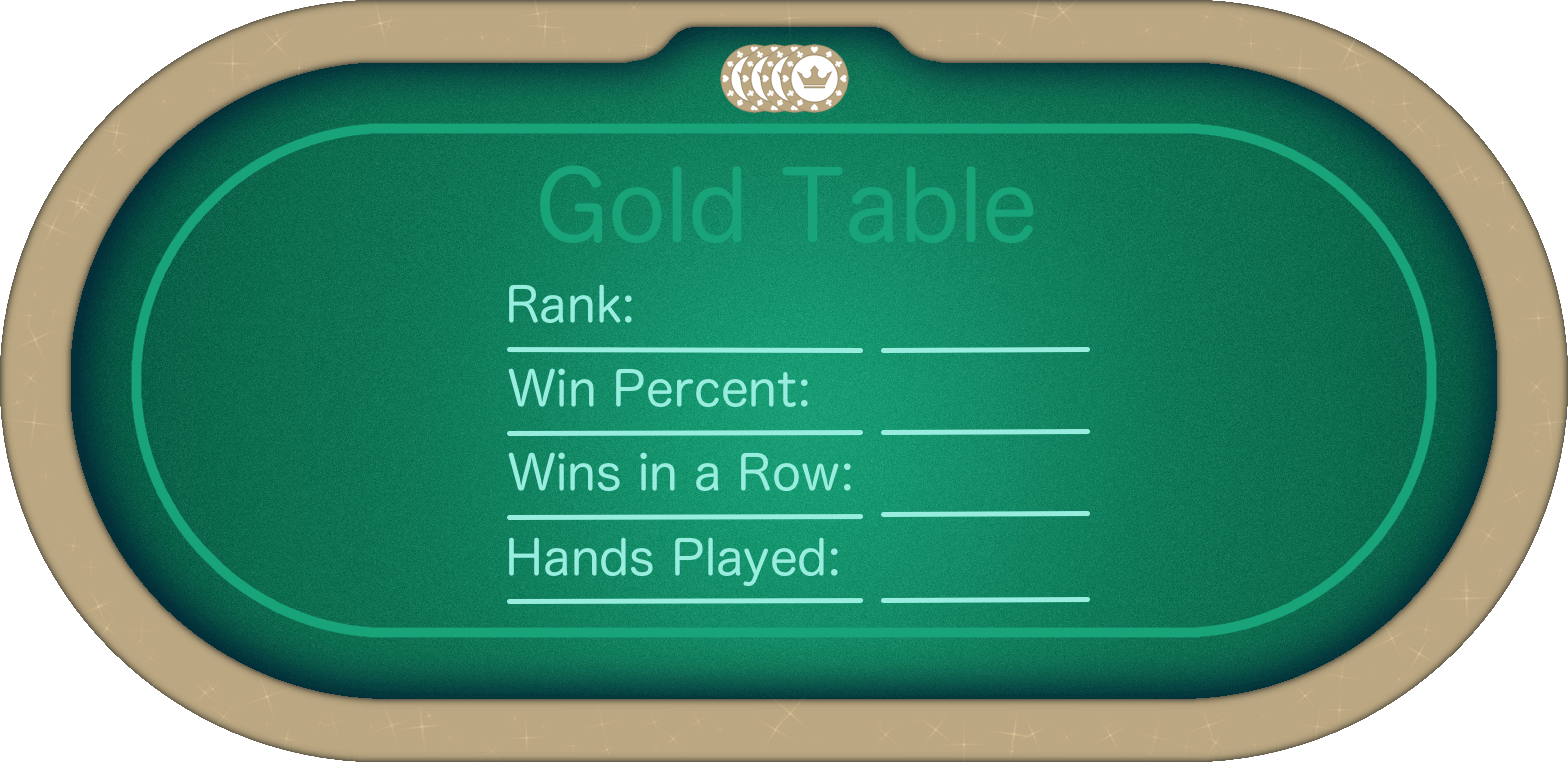 Gold Table
Rank:
Win Percent:
Wins in a Row:
Hands Played: